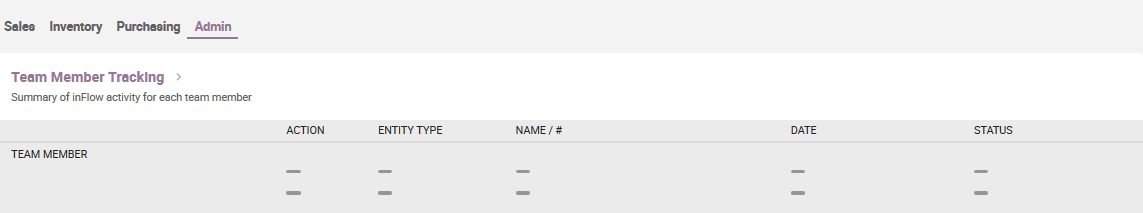 Sales Inventory Purchasing Admin
Team Member Tracking >
Summary of inFlow activity for each team member
ACTION ENTITY TYPE NAME / # DATE STATUS
TEAM MEMBER